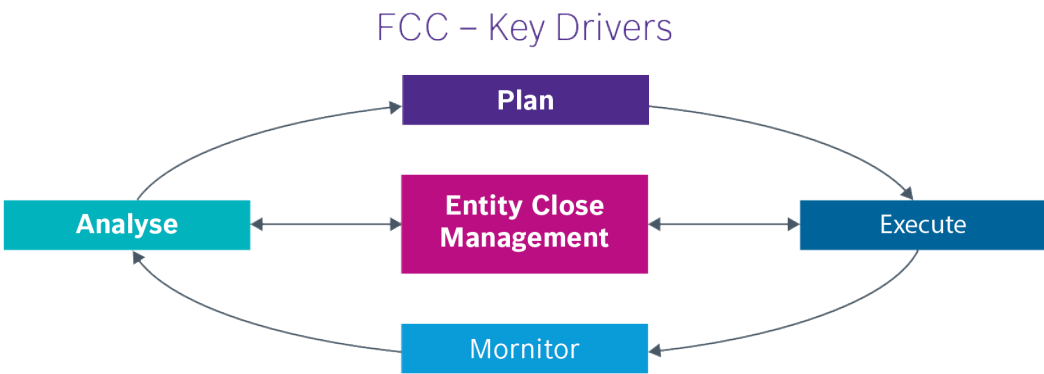 FCC – Key Drivers
Plan
Analyse
Entity Close
Management
Execute
Mornitor